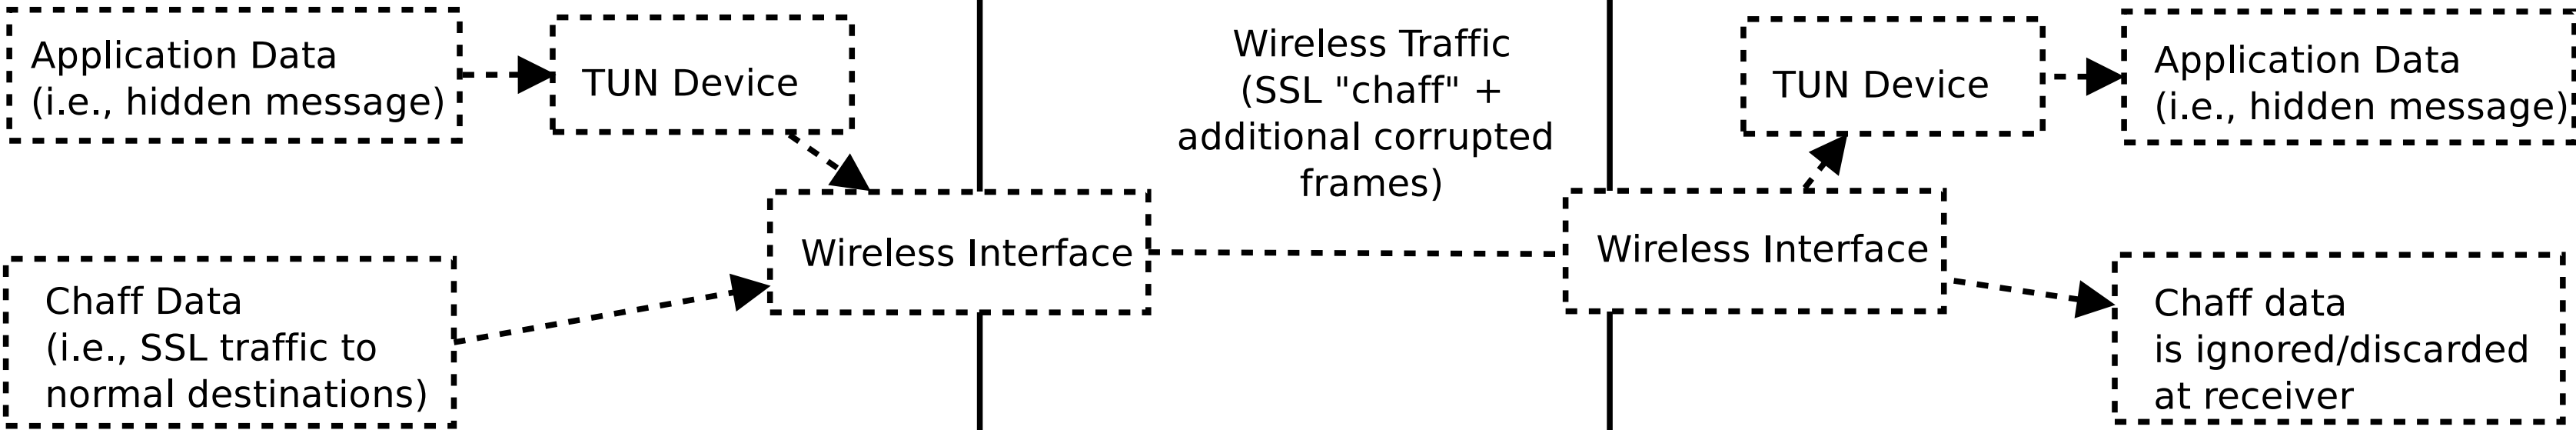 Application Data
(i.e., hidden message)
TUN Device
Wireless Interface
Chaff Data
(i.e., SSL traffic to
normal destinations)
Wireless Traffic
(SSL "chaff" +
additional corrupted
frames)
Wireless Interface
TUN Device
Application Data
(i.e., hidden message)
Chaff data
is ignored/discarded
at receiver